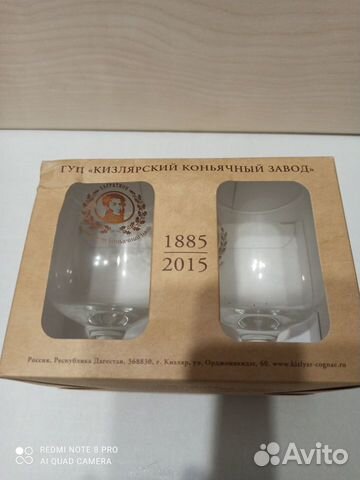 ГУП «КИЗЛЯРСКИЙ КОНЬЯЧНЫЙ ЗАВОД»
БАГРАТИОН
1885
2015
Россия, Республика Дагестан, 368830, г. Кизляр, ул. Орджоникидзе, 60. www.kizlyar-cognac.ru
REDMI NOTE 8 PRO
AI QUAD CAMERA
Avito